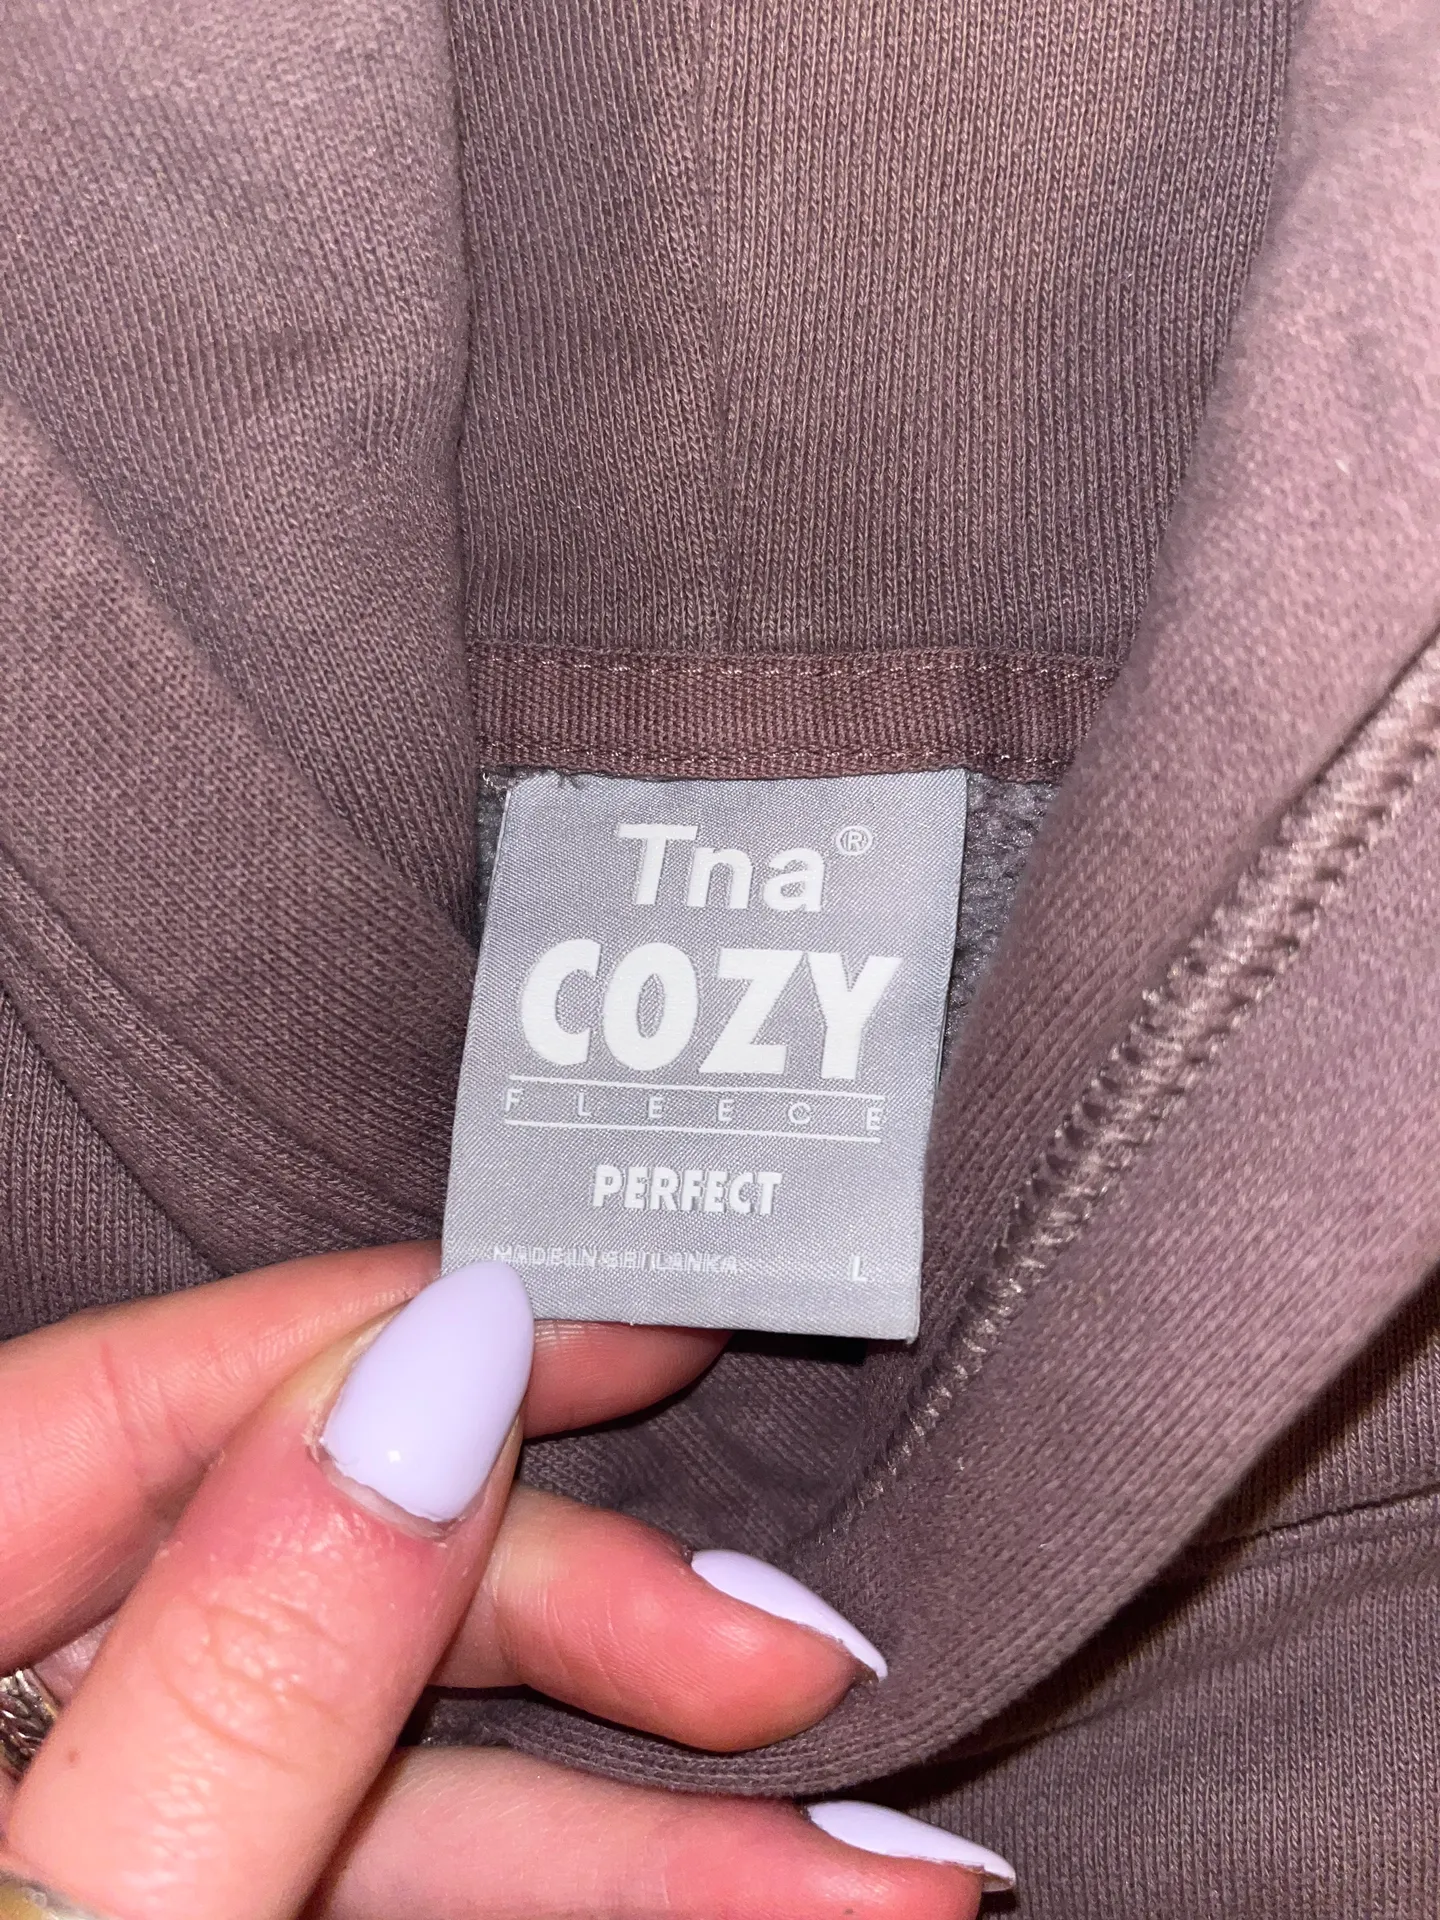 Tna®
COZY
FLEECE
PERFECT
MADE IN SRI LANKA L